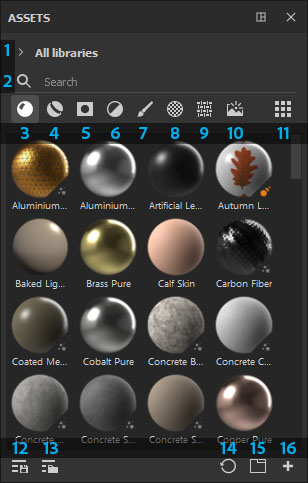 ASSETS
1 > All libraries
2 Search
3 4 5 6 7 8 9 10 11
Aluminium... Aluminium... Artificial Le... Autumn L...
Baked Lig... Brass Pure Calf Skin Carbon Fiber
Coated Me... Cobalt Pure Concrete B... Concrete C...
Concrete ... Concrete S... Concrete S... Copper Pure
12 13 14 15 16